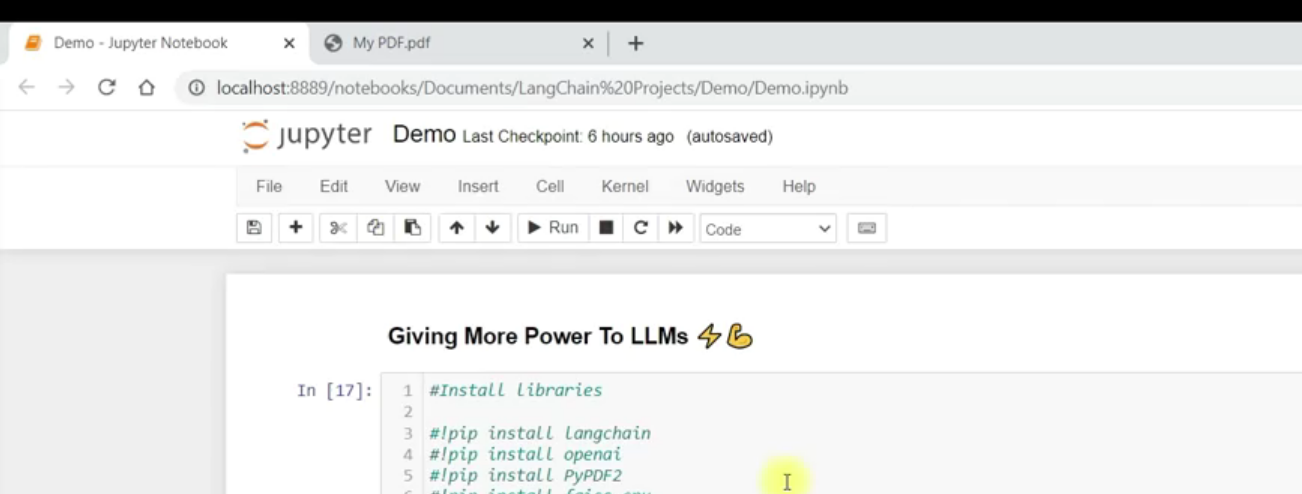 Demo - Jupyter Notebook
My PDF.pdf
localhost:8889/notebooks/Documents/LangChain%20Projects/Demo/Demo.ipynb
jupyter Demo Last Checkpoint: 6 hours ago (autosaved)
File Edit View Insert Cell Kernel Widgets Help
Run Code
Giving More Power To LLMs ⚡💪
In [17]:
1 #Install libraries
2
3 #!pip install langchain
4 #!pip install openai
5 #!pip install PyPDF2